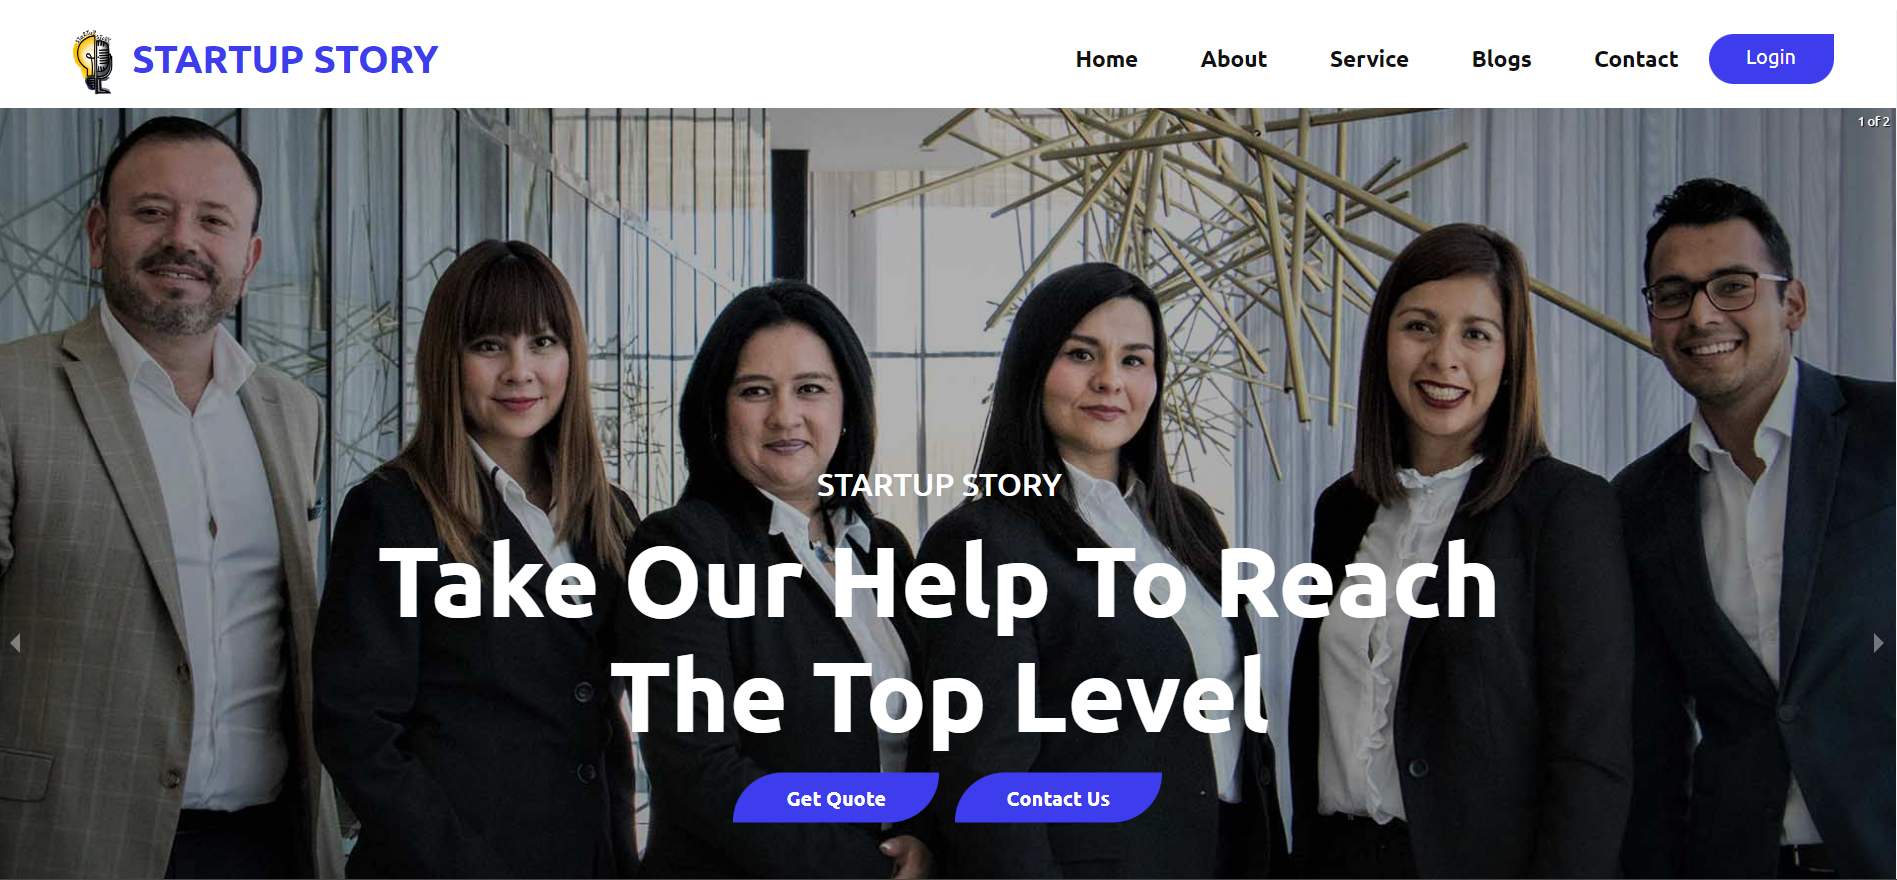 STARTUP STORY
Home
About
Service
Blogs
Contact
Login
1 of 2
STARTUP STORY
Take Our Help To Reach
The Top Level
Get Quote
Contact Us